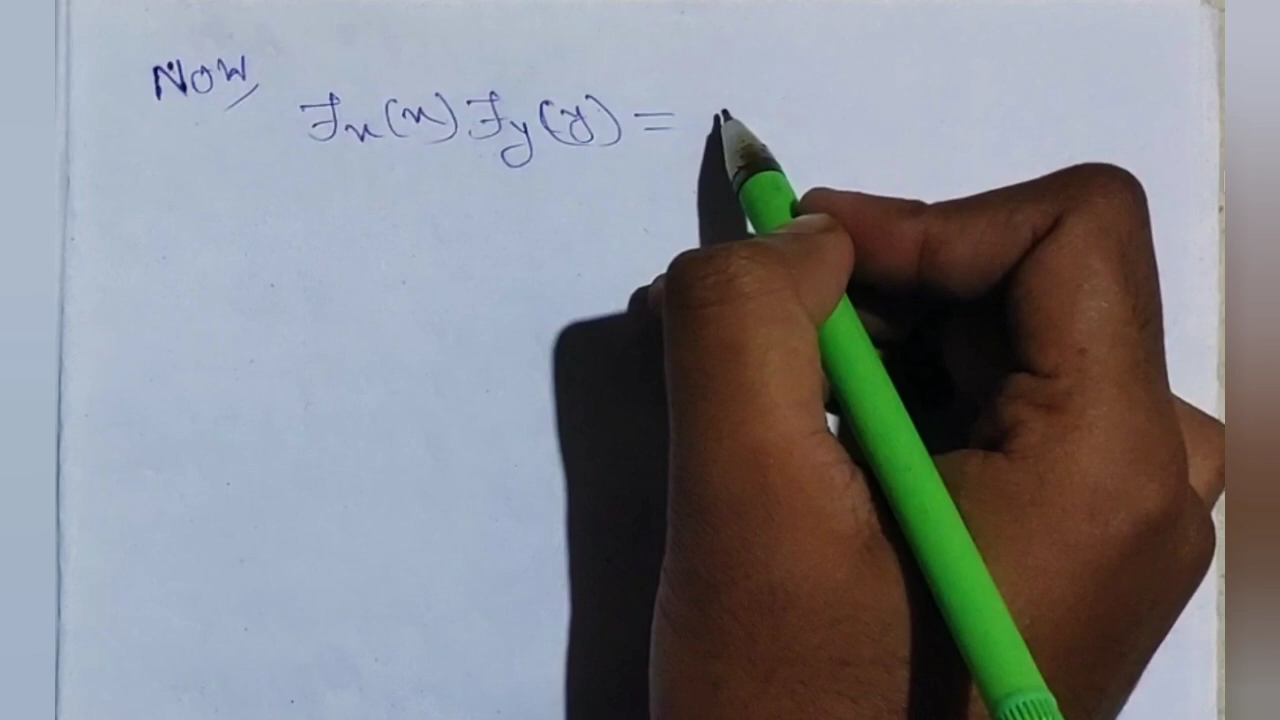 Now,
Fx(x) Fy(y) =